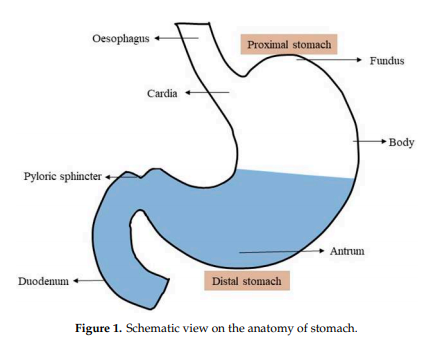 Oesophagus
Proximal stomach
Fundus
Cardia
Body
Pyloric sphincter
Antrum
Duodenum
Distal stomach
Figure 1. Schematic view on the anatomy of stomach.